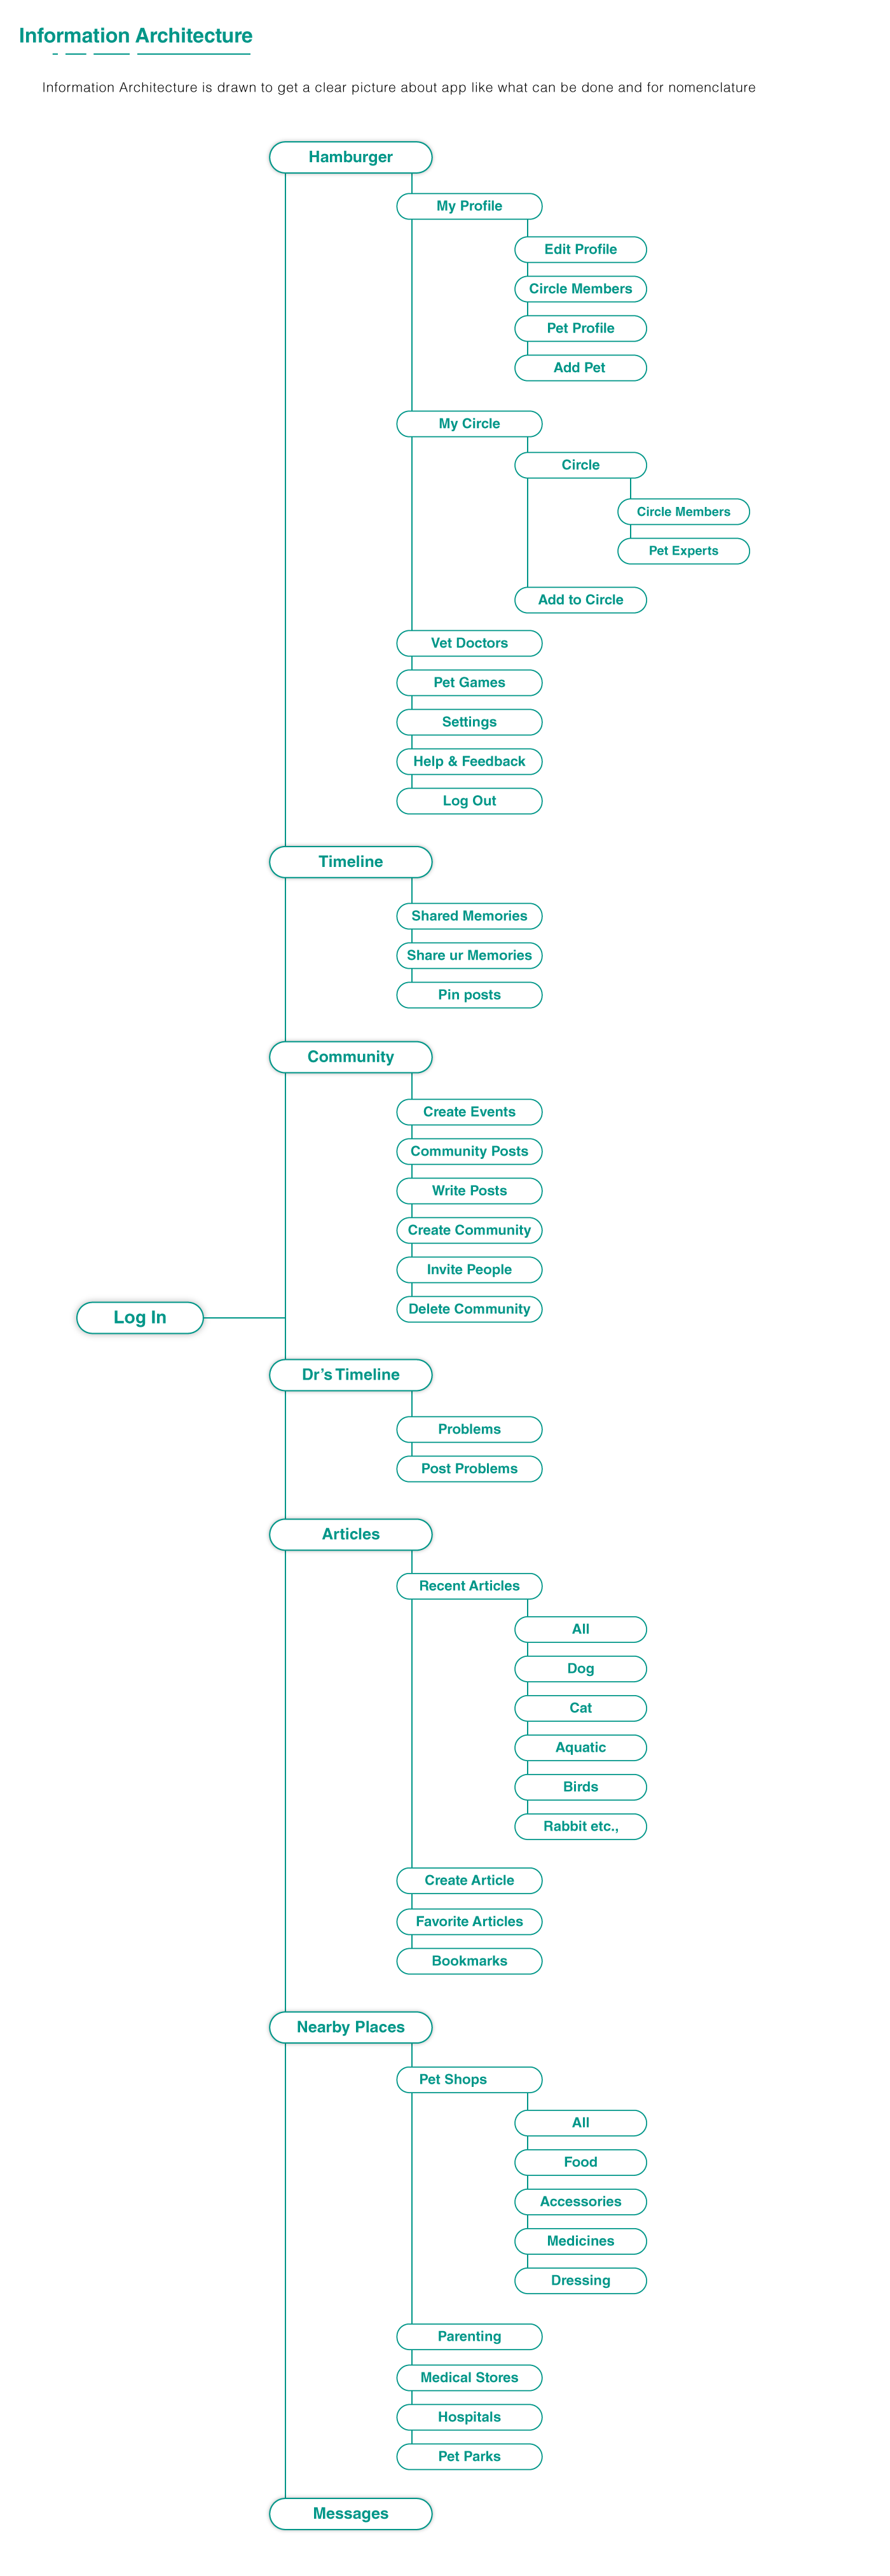 Information Architecture
Information Architecture is drawn to get a clear picture about app like what can be done and for nomenclature
Hamburger
My Profile
Edit Profile
Circle Members
Pet Profile
Add Pet
My Circle
Circle
Circle Members
Pet Experts
Add to Circle
Vet Doctors
Pet Games
Settings
Help & Feedback
Log Out
Timeline
Shared Memories
Share ur Memories
Pin posts
Community
Create Events
Community Posts
Write Posts
Create Community
Invite People
Delete Community
Log In
Dr’s Timeline
Problems
Post Problems
Articles
Recent Articles
All
Dog
Cat
Aquatic
Birds
Rabbit etc.,
Create Article
Favorite Articles
Bookmarks
Nearby Places
Pet Shops
All
Food
Accessories
Medicines
Dressing
Parenting
Medical Stores
Hospitals
Pet Parks
Messages